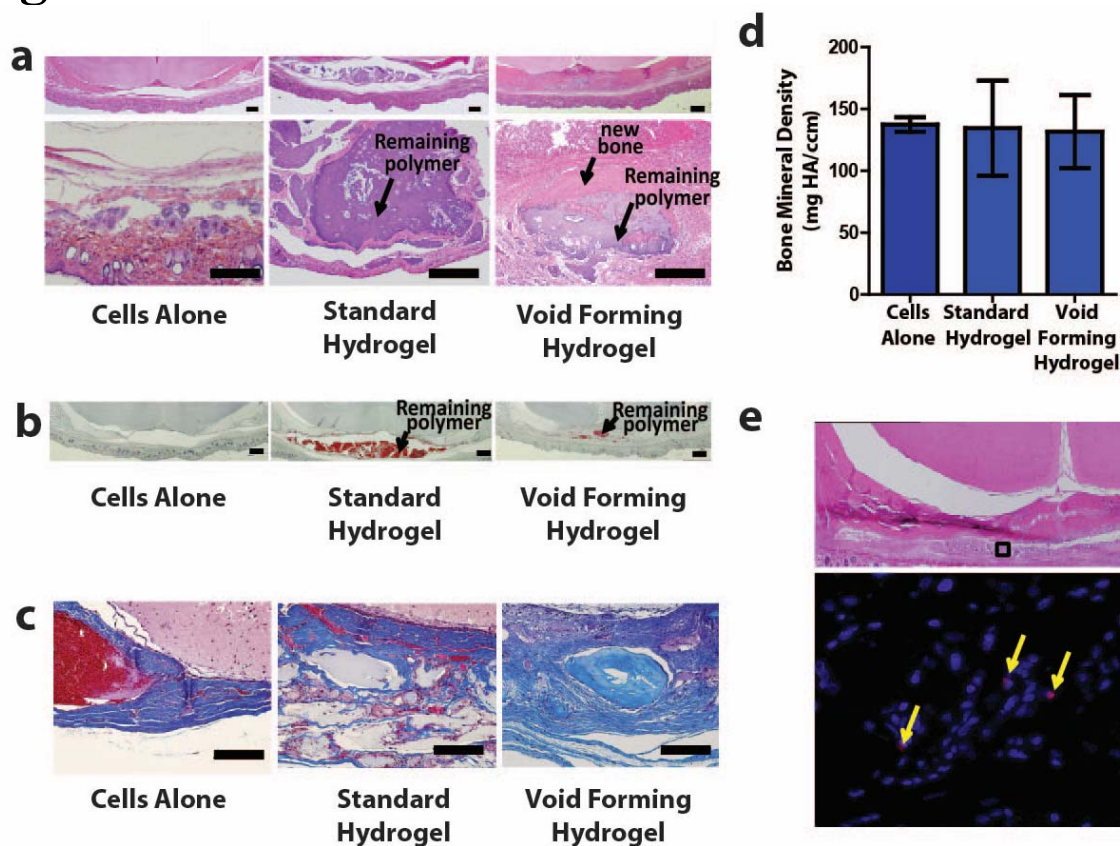 a
Remaining
polymer
new
bone
Remaining
polymer
Cells Alone
Standard
Hydrogel
Void Forming
Hydrogel
b
Remaining
polymer
Remaining
polymer
Cells Alone
Standard
Hydrogel
Void Forming
Hydrogel
c
Cells Alone
Standard
Hydrogel
Void Forming
Hydrogel
d
Bone Mineral Density
(mg HA/ccm)
200
150
100
50
0
Cells
Alone
Standard
Hydrogel
Void
Forming
Hydrogel
e